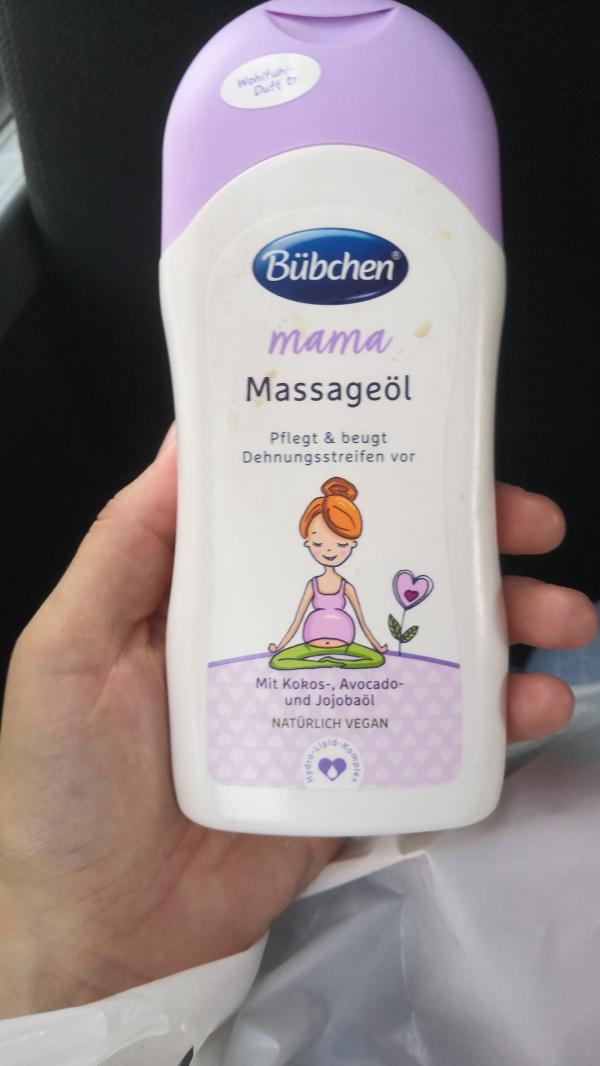 Wohlfühl-
Duft
Bübchen®
mama
Massageöl
Pflegt & beugt
Dehnungsstreifen vor
Mit Kokos-, Avocado-
und Jojobaöl
NATÜRLICH VEGAN
Hydro-Lipid-Komplex